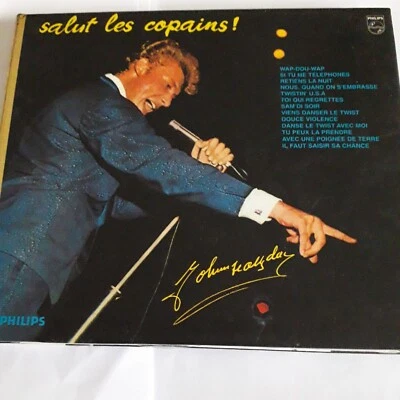 salut les copains!
PHILIPS
WAP-DOU-WAP
SI TU ME TELEPHONES
RETIENS LA NUIT
NOUS, QUAND ON S'EMBRASSE
TWISTIN' U.S.A
TOI QUI REGRETTES
SAM'DI SOIR
VIENS DANSER LE TWIST
DOUCE VIOLENCE
DANSE LE TWIST AVEC MOI
TU PEUX LA PRENDRE
AVEC UNE POIGNEE DE TERRE
IL FAUT SAISIR SA CHANCE
Johnny Hallyday
PHILIPS